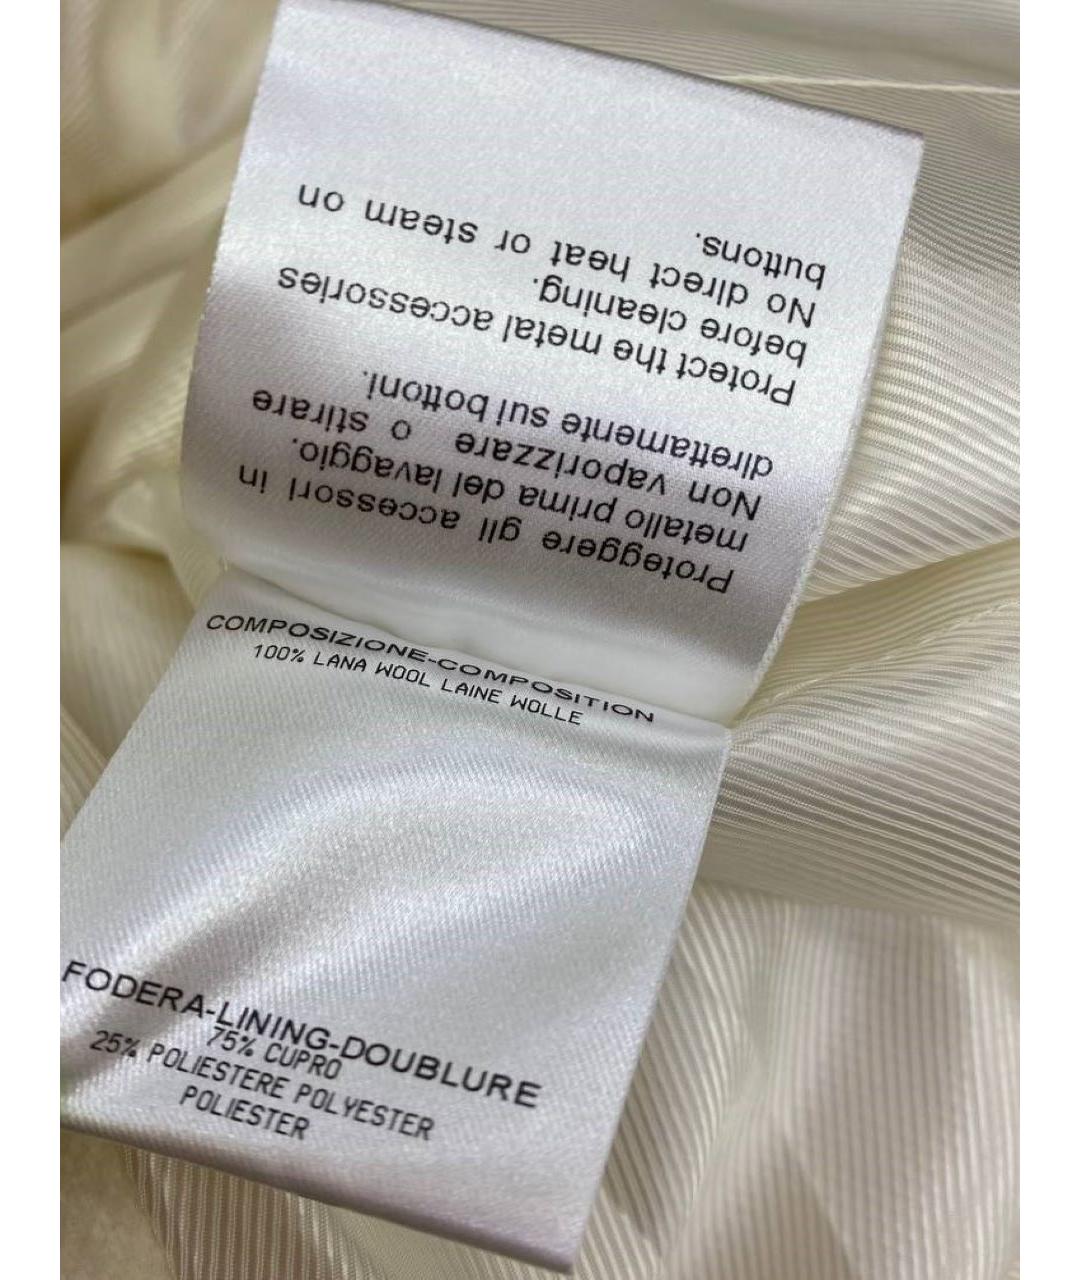 Proteggere gli accessori in
metallo prima del lavaggio.
Non vaporizzare o stirare
direttamente sui bottoni.
Protect the metal accessories
before cleaning.
No direct heat or steam on
buttons.
COMPOSIZIONE-COMPOSITION
100% LANA WOOL LAINE WOLLE
FODERA-LINING-DOUBLURE
75% CUPRO
25% POLIESTERE POLYESTER
POLIESTER